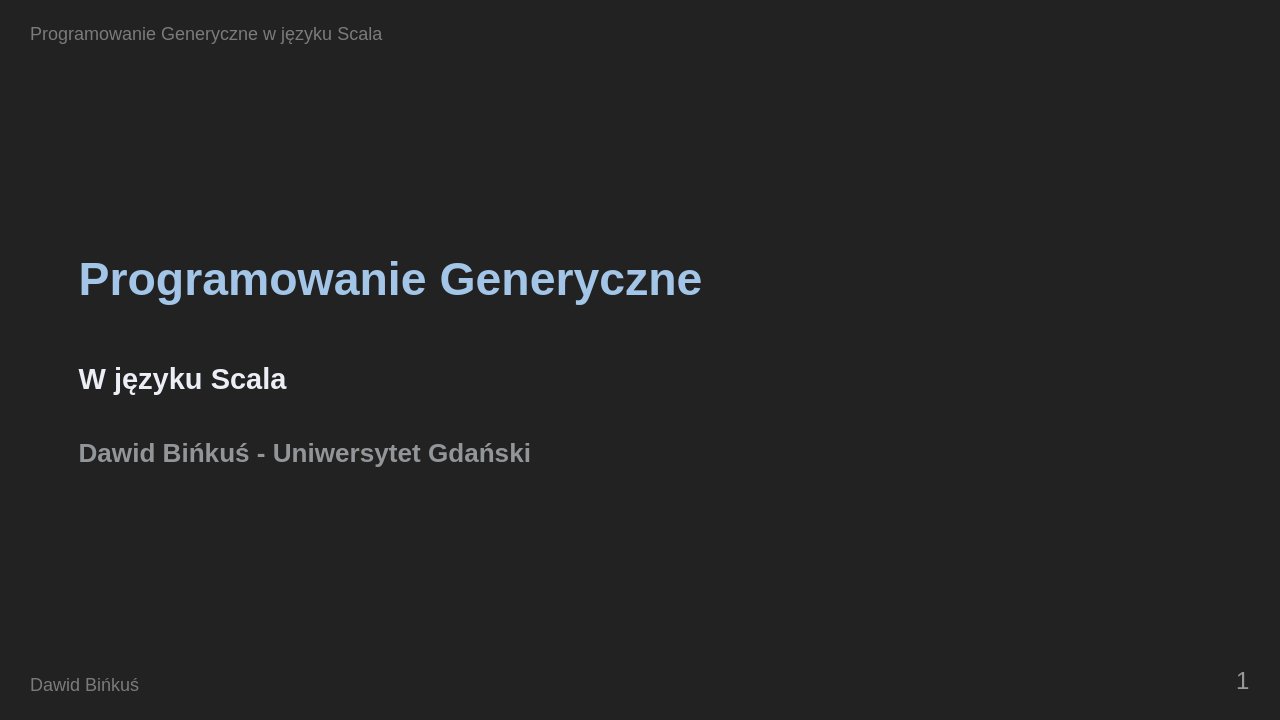 Programowanie Generyczne w języku Scala
Programowanie Generyczne
W języku Scala
Dawid Bińkuś - Uniwersytet Gdański
Dawid Bińkuś
1